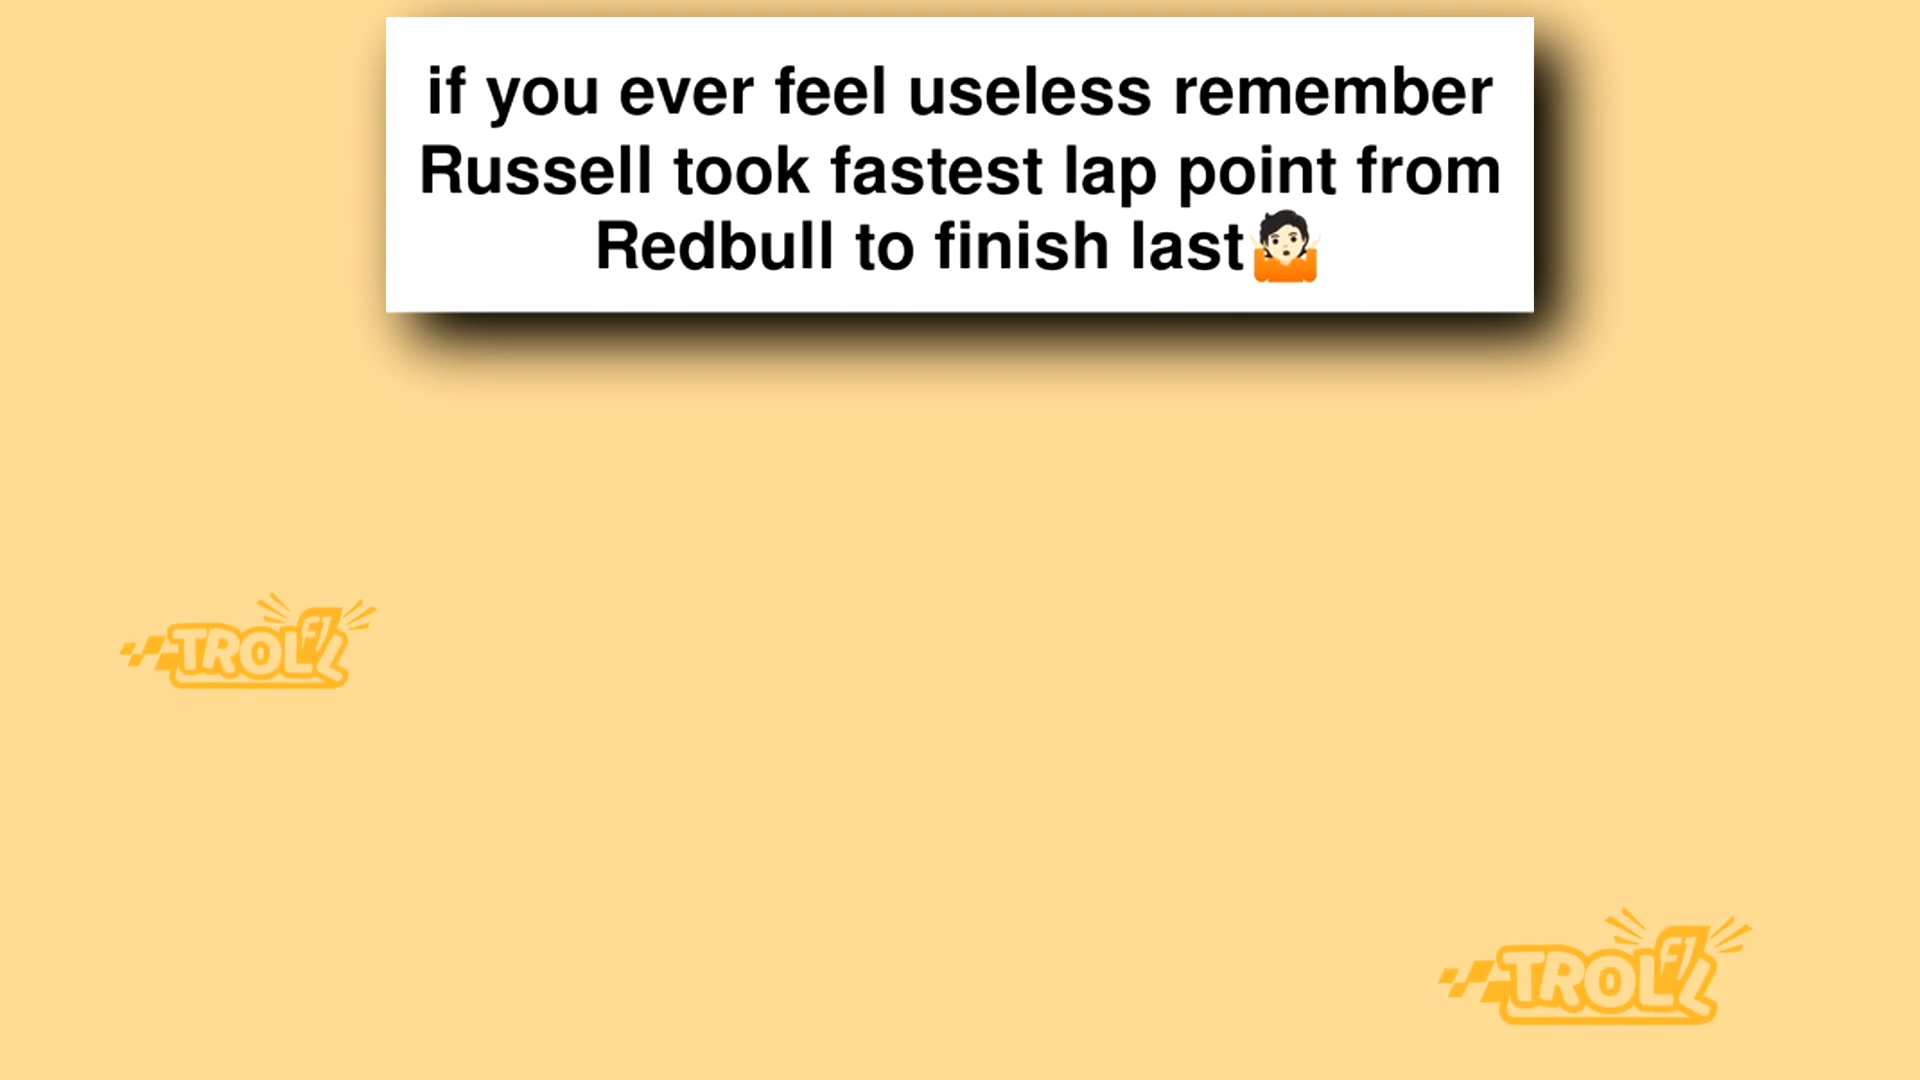 if you ever feel useless remember
Russell took fastest lap point from
Redbull to finish last🤷🏻
TROLL F1
TROLL F1